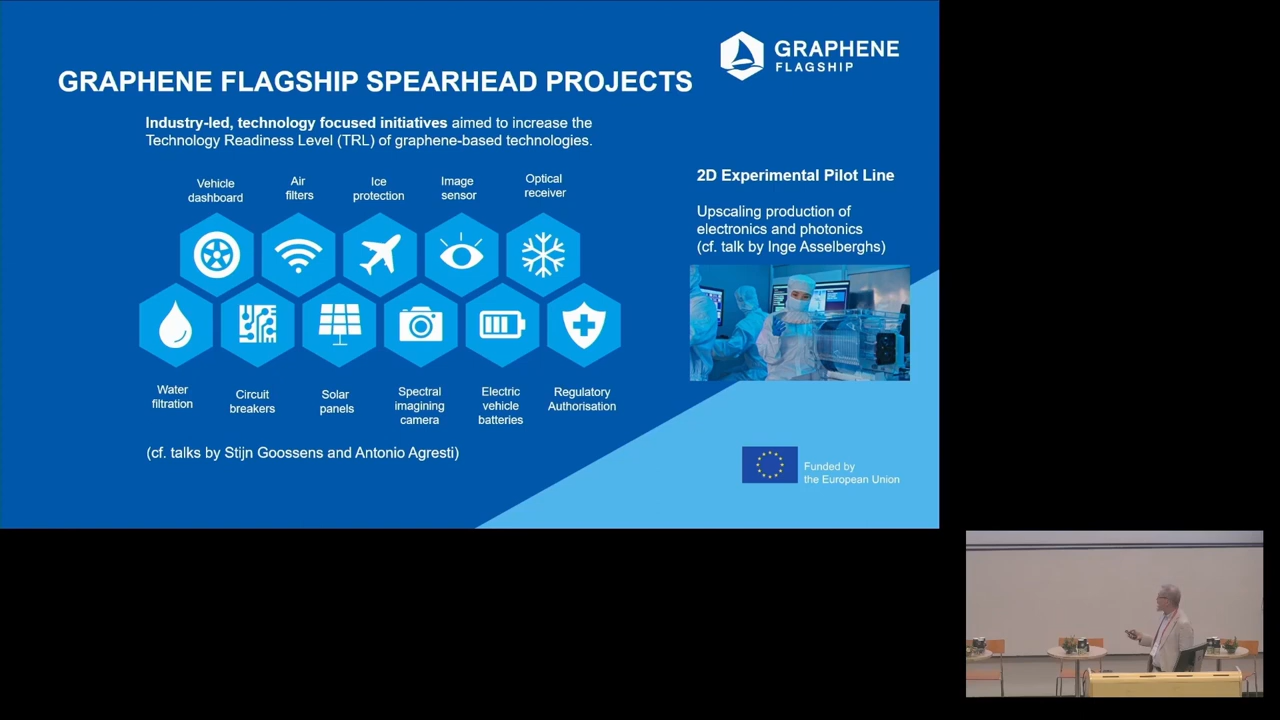 GRAPHENE
FLAGSHIP
GRAPHENE FLAGSHIP SPEARHEAD PROJECTS
Industry-led, technology focused initiatives aimed to increase the
Technology Readiness Level (TRL) of graphene-based technologies.
Vehicle
dashboard
Air
filters
Ice
protection
Image
sensor
Optical
receiver
Water
filtration
Circuit
breakers
Solar
panels
Spectral
imagining
camera
Electric
vehicle
batteries
Regulatory
Authorisation
(cf. talks by Stijn Goossens and Antonio Agresti)
2D Experimental Pilot Line
Upscaling production of
electronics and photonics
(cf. talk by Inge Asselberghs)
Funded by
the European Union